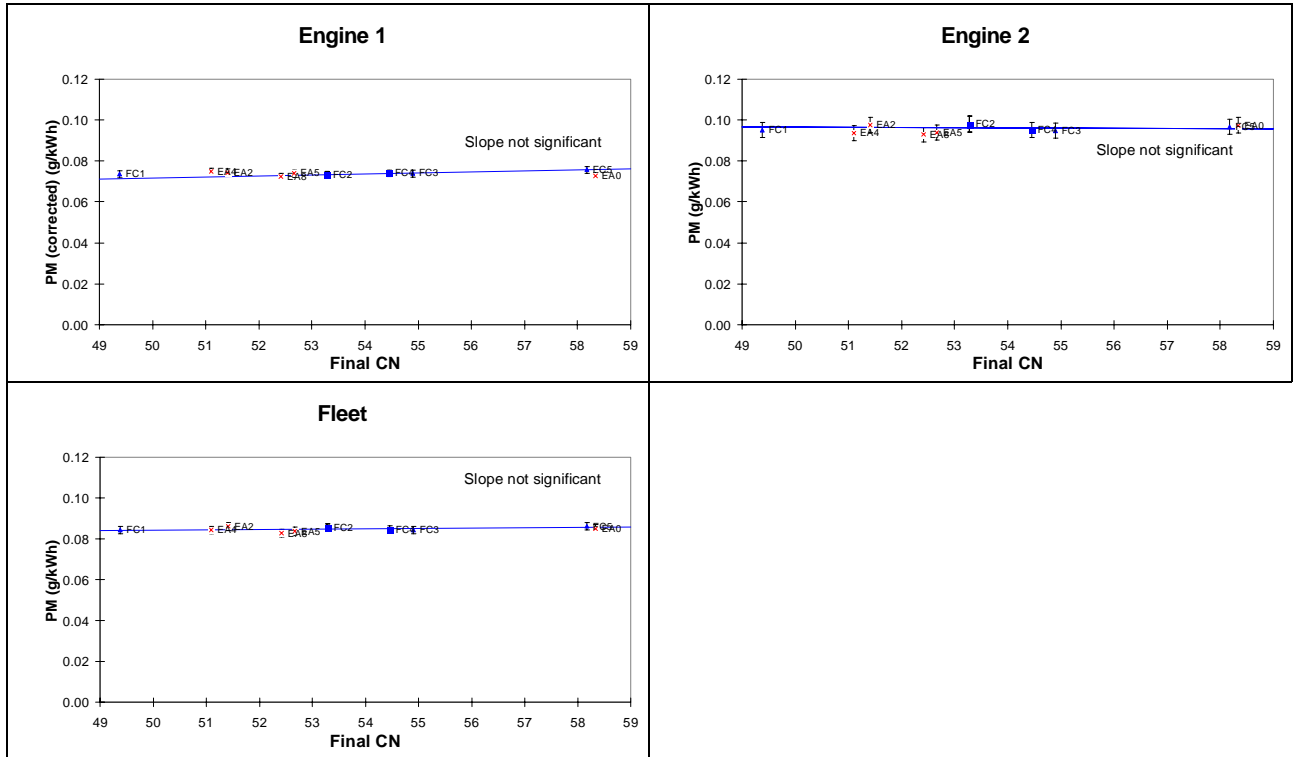 Engine 1
0.12
0.10
0.08
0.06
0.04
0.02
0.00
PM (corrected) (g/kWh)
Slope not significant
FC1
EA4
EA2
EA5
FC2
FC3
FC5
EA0
49 50 51 52 53 54 55 56 57 58 59
Final CN
Engine 2
0.12
0.10
0.08
0.06
0.04
0.02
0.00
PM (g/kWh)
FC1
EA4
EA2
EA5
FC2
FC3
EA0
Slope not significant
49 50 51 52 53 54 55 56 57 58 59
Final CN
Fleet
0.12
0.10
0.08
0.06
0.04
0.02
0.00
PM (g/kWh)
Slope not significant
FC1
EA4
EA2
EA5
FC2
FC3
FC5
EA0
49 50 51 52 53 54 55 56 57 58 59
Final CN